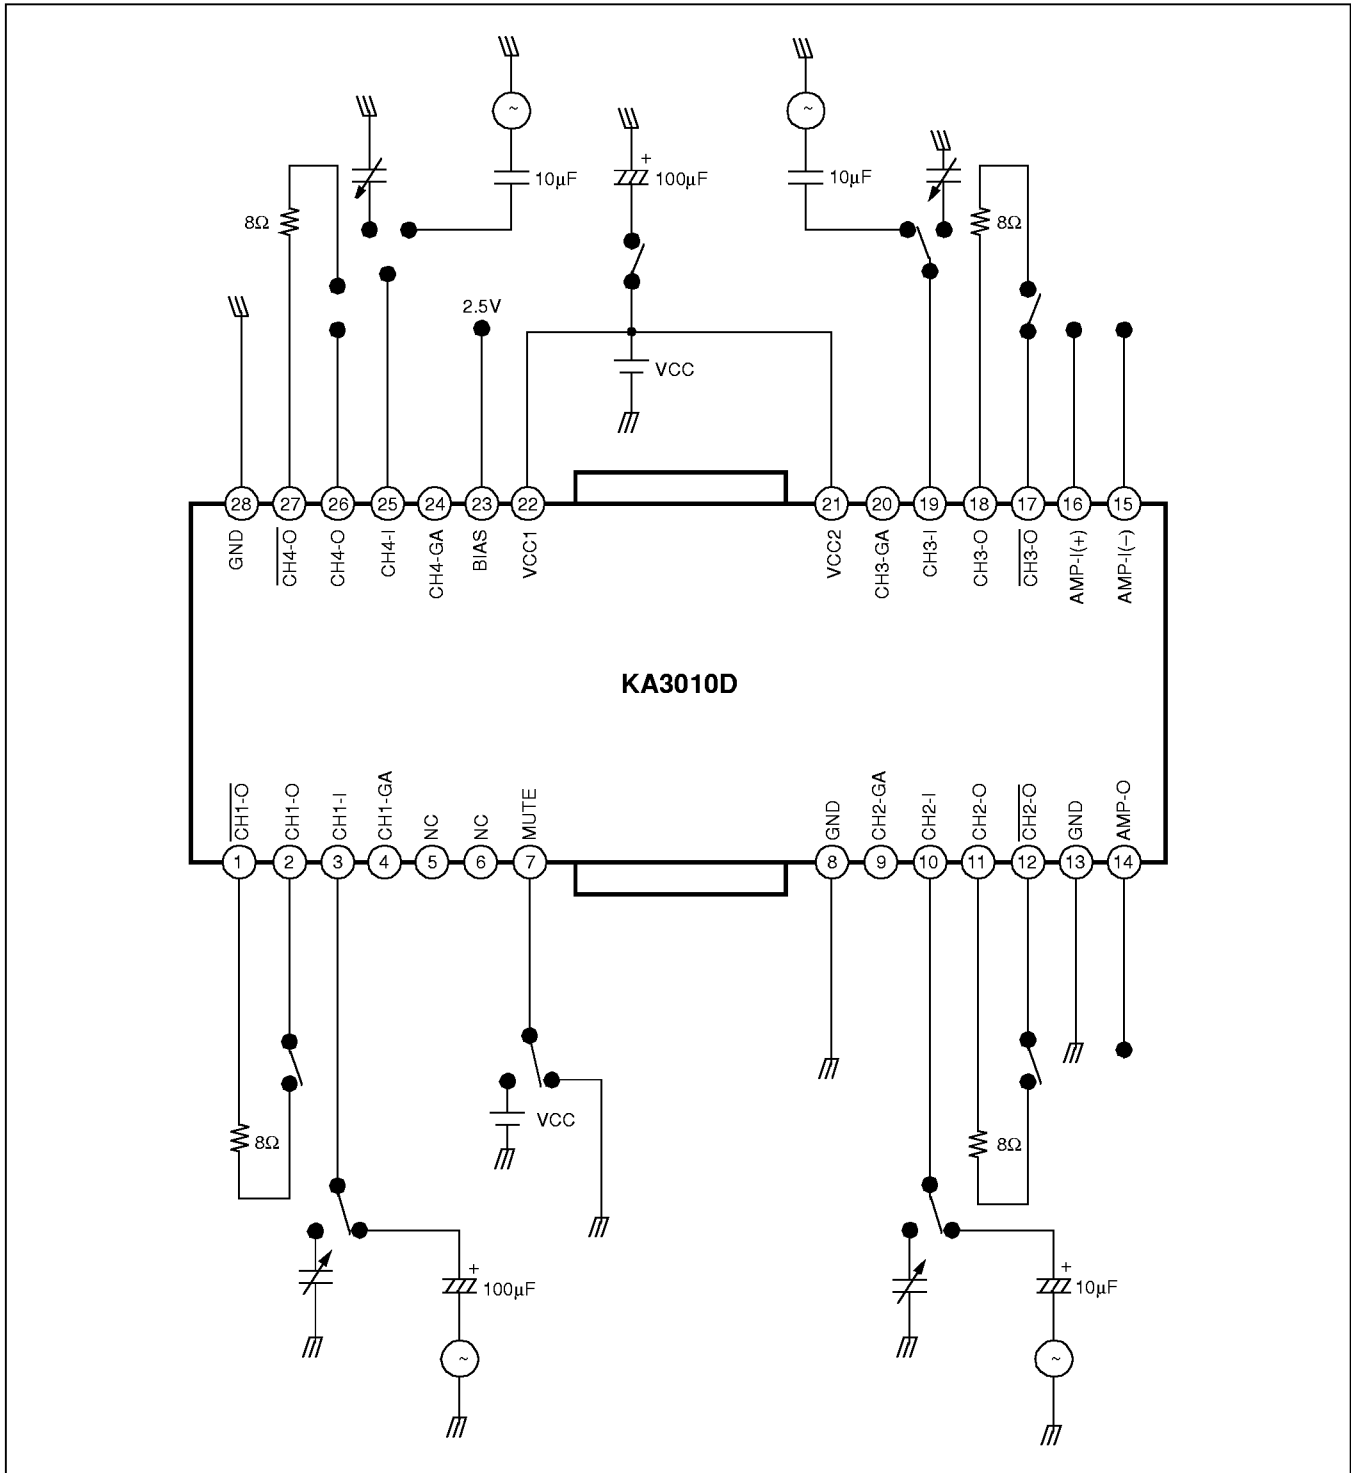 10μF
100μF
10μF
8Ω
8Ω
+
2.5V
VCC
28 27 26 25 24 23 22 21 20 19 18 17 16 15
GND CH4-O CH4-O CH4-I CH4-GA BIAS VCC1 VCC2 CH3-GA CH3-I CH3-O CH3-O AMP-I(+) AMP-I(−)
KA3010D
CH1-O CH1-O CH1-I CH1-GA NC NC MUTE GND CH2-GA CH2-I CH2-O CH2-O GND AMP-O
1 2 3 4 5 6 7 8 9 10 11 12 13 14
VCC
8Ω
8Ω
+
100μF
+
10μF